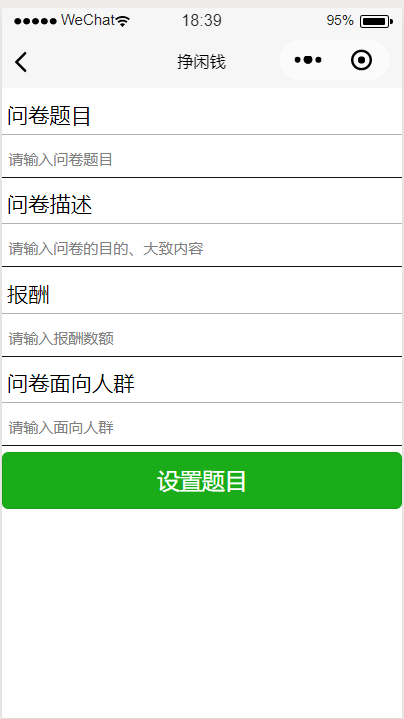 ●●●●● WeChat 18:39 95%
挣闲钱
问卷题目
请输入问卷题目
问卷描述
请输入问卷的目的、大致内容
报酬
请输入报酬数额
问卷面向人群
请输入面向人群
设置题目